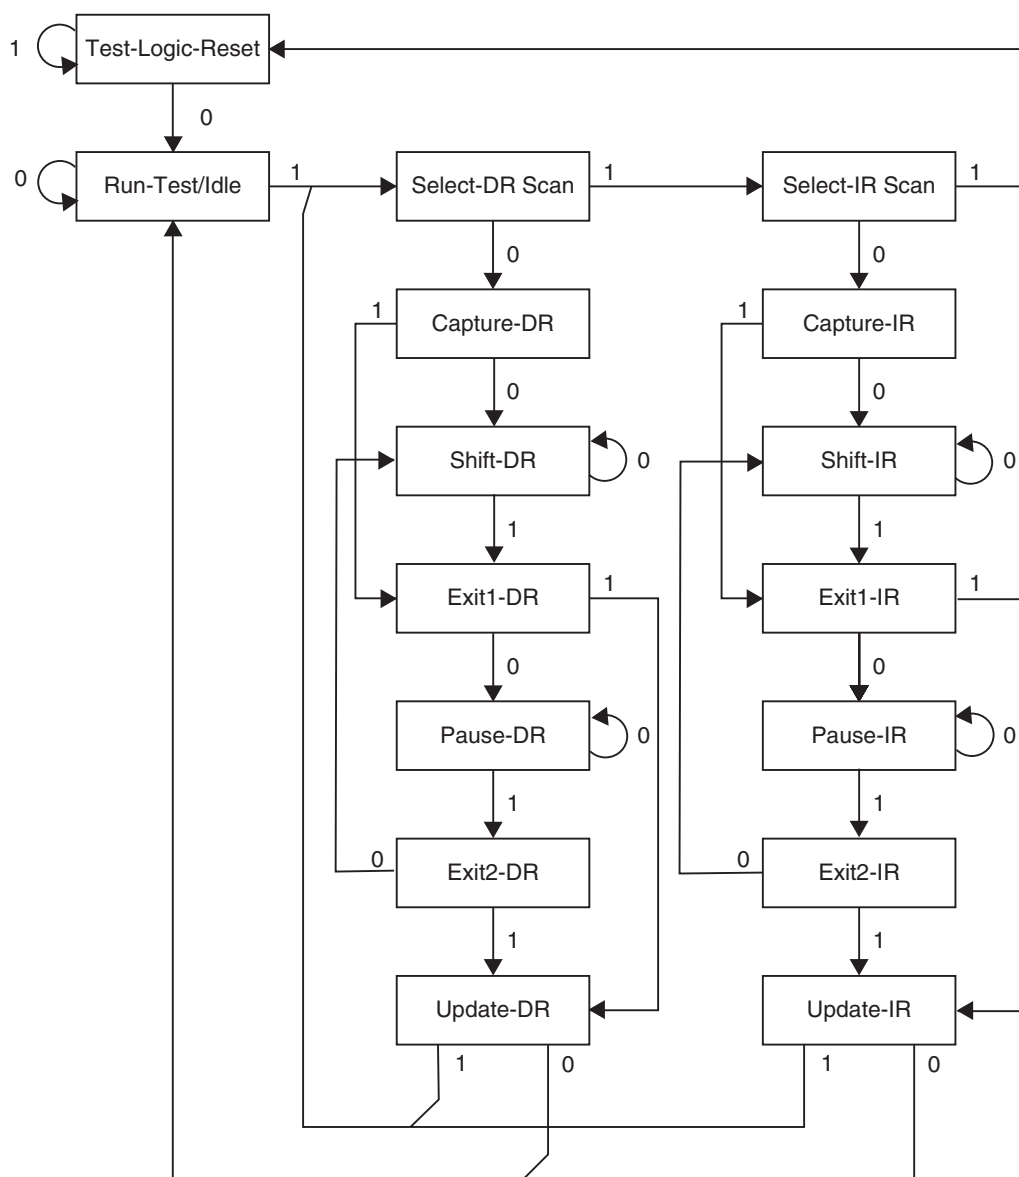 1 Test-Logic-Reset
0
0 Run-Test/Idle 1 Select-DR Scan 1 Select-IR Scan 1
0 0
1 Capture-DR 1 Capture-IR
0 0
Shift-DR 0 Shift-IR 0
1 1
Exit1-DR 1 Exit1-IR 1
0 0
Pause-DR 0 Pause-IR 0
1 1
0 Exit2-DR 0 Exit2-IR
1 1
Update-DR Update-IR
1 0 1 0